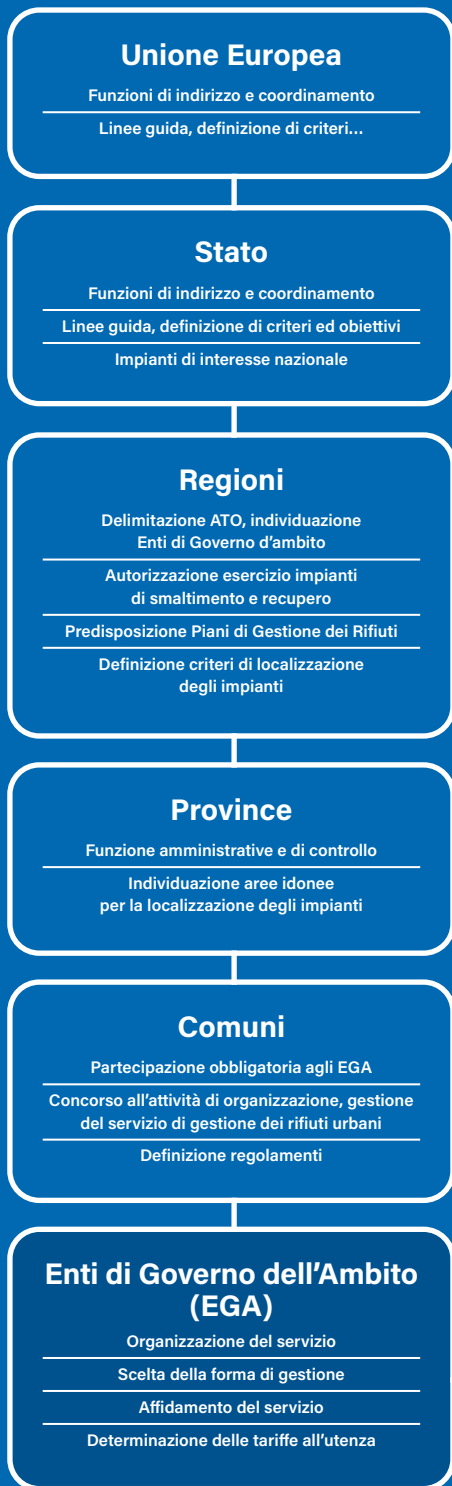 Unione Europea
Funzioni di indirizzo e coordinamento
Linee guida, definizione di criteri...
Stato
Funzioni di indirizzo e coordinamento
Linee guida, definizione di criteri ed obiettivi
Impianti di interesse nazionale
Regioni
Delimitazione ATO, individuazione
Enti di Governo d'ambito
Autorizzazione esercizio impianti
di smaltimento e recupero
Predisposizione Piani di Gestione dei Rifiuti
Definizione criteri di localizzazione
degli impianti
Province
Funzione amministrative e di controllo
Individuazione aree idonee
per la localizzazione degli impianti
Comuni
Partecipazione obbligatoria agli EGA
Concorso all'attività di organizzazione, gestione
del servizio di gestione dei rifiuti urbani
Definizione regolamenti
Enti di Governo dell'Ambito
(EGA)
Organizzazione del servizio
Scelta della forma di gestione
Affidamento del servizio
Determinazione delle tariffe all'utenza